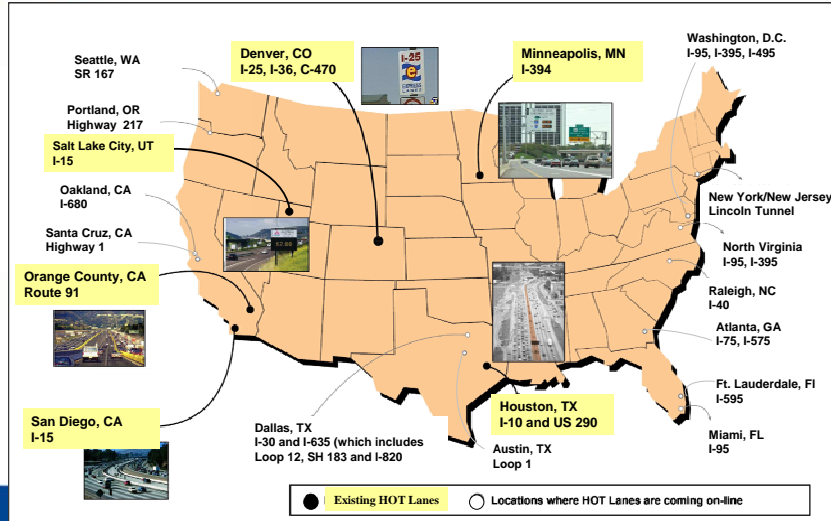 Seattle, WA
SR 167
Portland, OR
Highway 217
Salt Lake City, UT
I-15
Oakland, CA
I-680
Santa Cruz, CA
Highway 1
Orange County, CA
Route 91
San Diego, CA
I-15
Denver, CO
I-25, I-36, C-470
I-25
Minneapolis, MN
I-394
Washington, D.C.
I-95, I-395, I-495
New York/New Jersey
Lincoln Tunnel
North Virginia
I-95, I-395
Raleigh, NC
I-40
Atlanta, GA
I-75, I-575
Ft. Lauderdale, Fl
I-595
Miami, FL
I-95
Houston, TX
I-10 and US 290
Dallas, TX
I-30 and I-635 (which includes
Loop 12, SH 183 and I-820
Austin, TX
Loop 1
Existing HOT Lanes
Locations where HOT Lanes are coming on-line